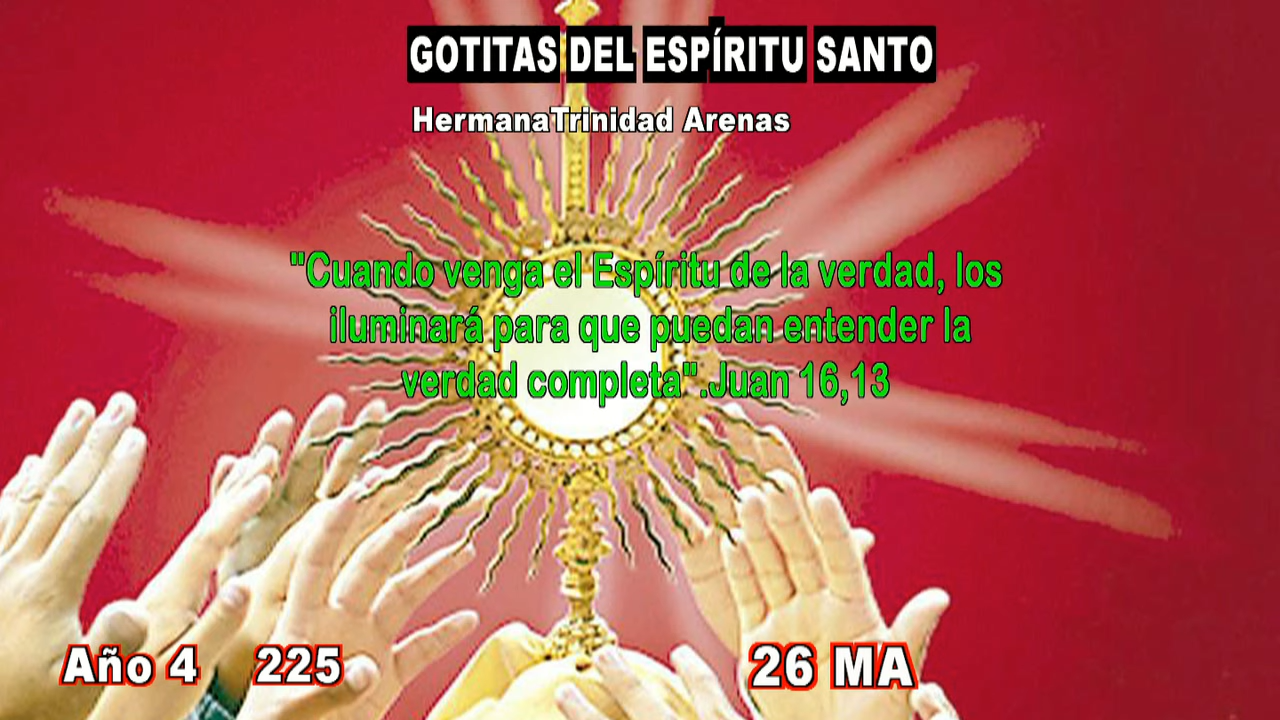 GOTITAS DEL ESPÍRITU SANTO
HermanaTrinidad Arenas
"Cuando venga el Espíritu de la verdad, los
iluminará para que puedan entender la
verdad completa".Juan 16,13
Año 4 225 26 MA